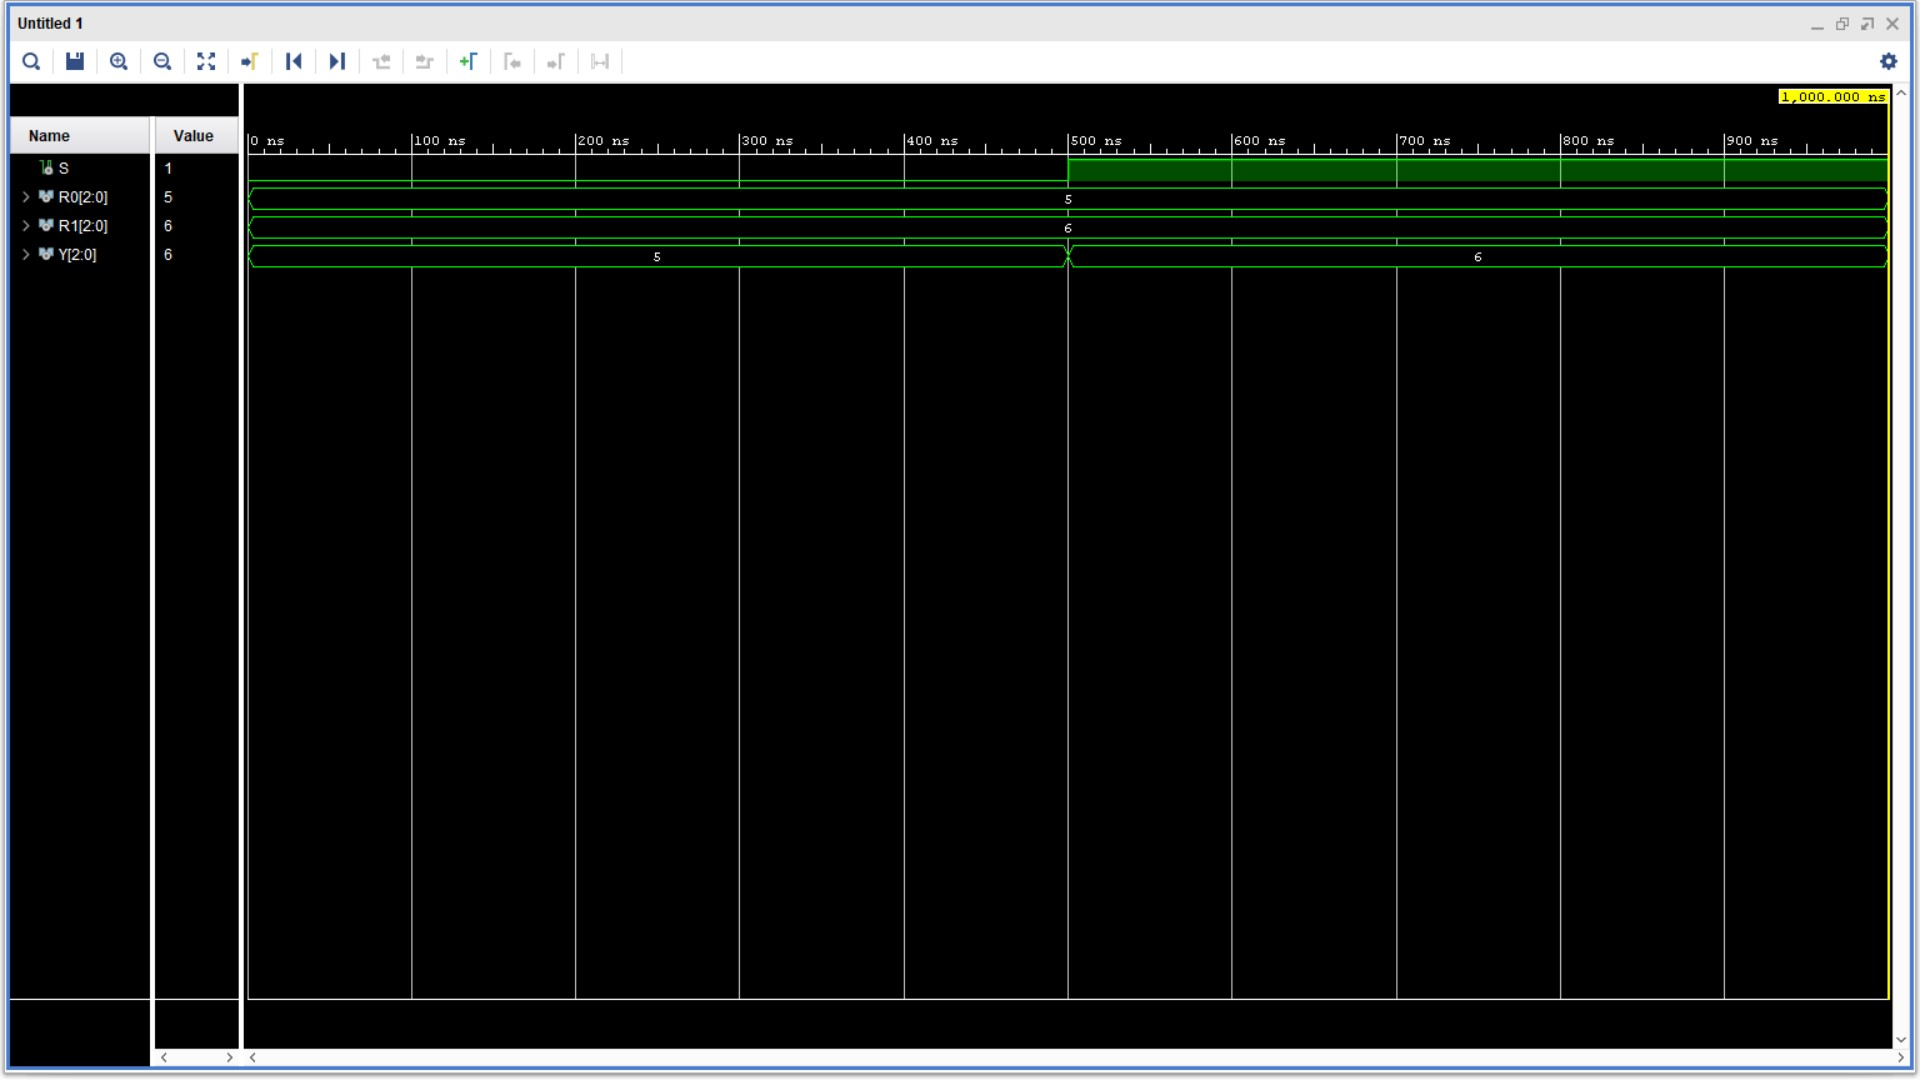 Untitled 1
1,000.000 ns
Name Value 0 ns 100 ns 200 ns 300 ns 400 ns 500 ns 600 ns 700 ns 800 ns 900 ns
S 1
R0[2:0] 5 5
R1[2:0] 6 6
Y[2:0] 6 5 6